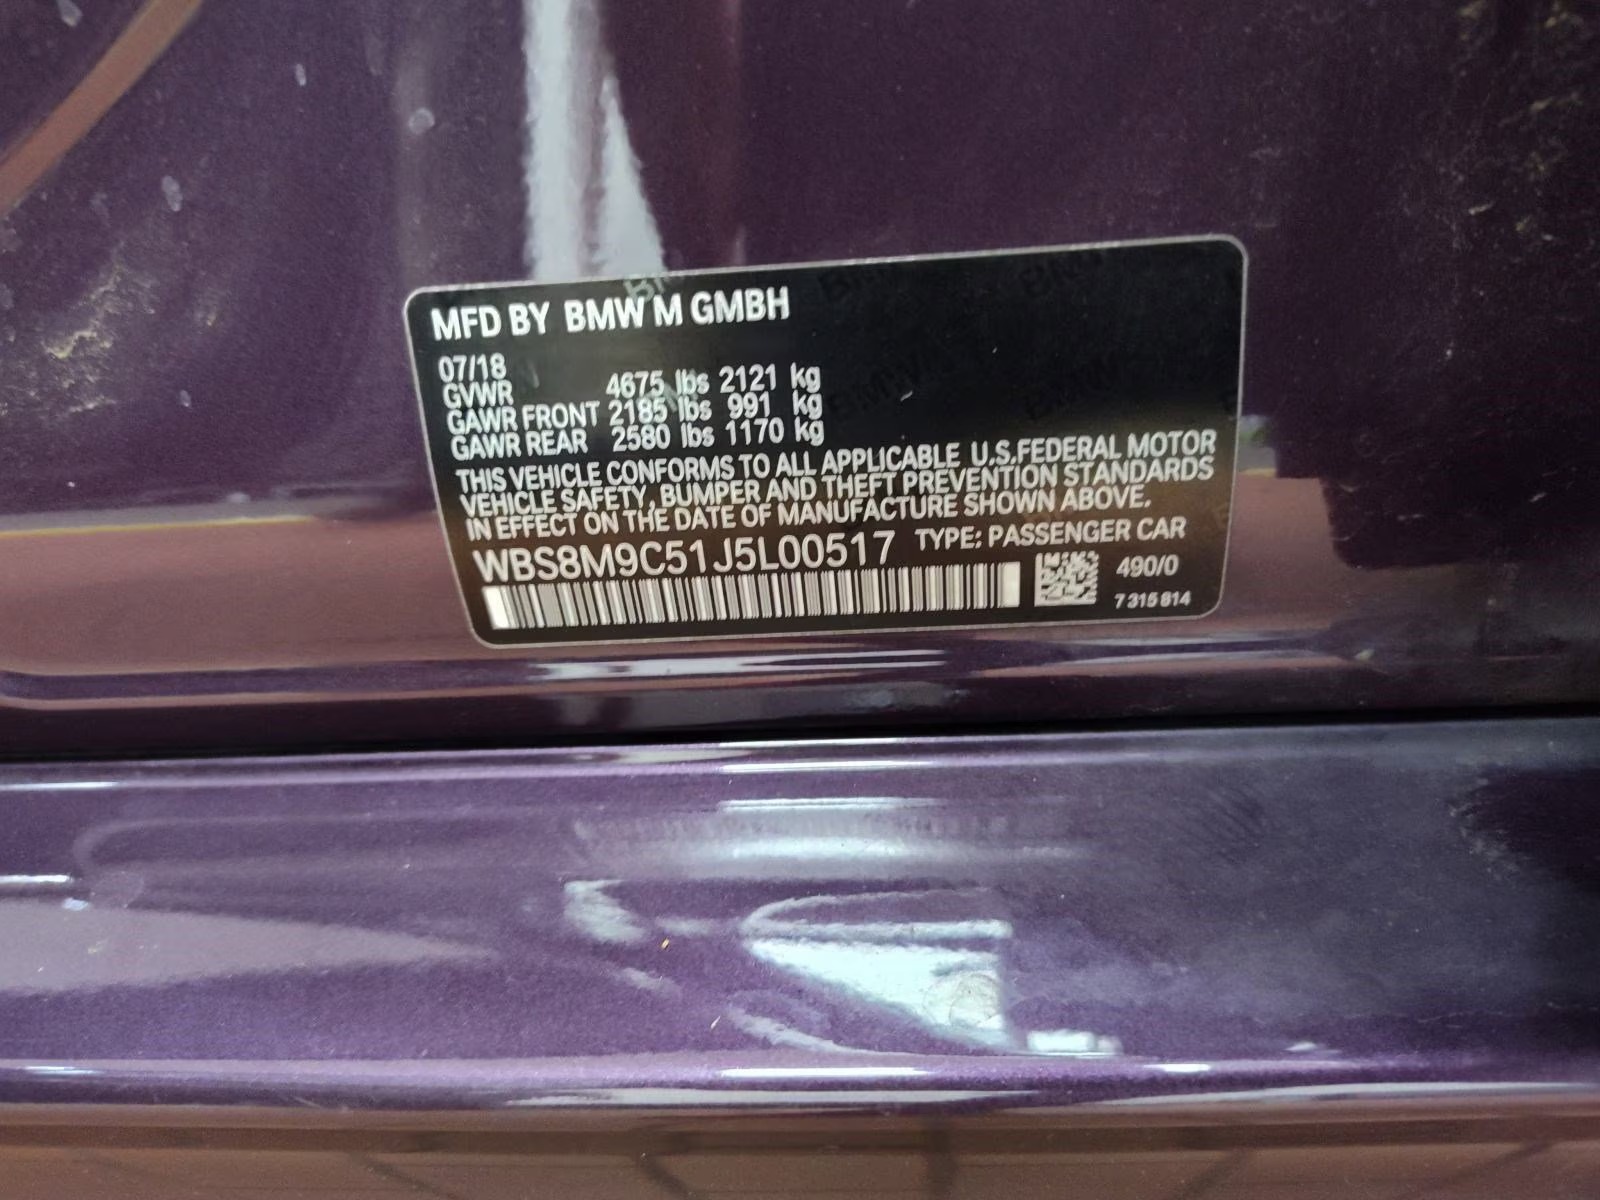 MFD BY BMW M GMBH
07/18
GVWR 4675 lbs 2121 kg
GAWR FRONT 2185 lbs 991 kg
GAWR REAR 2580 lbs 1170 kg
THIS VEHICLE CONFORMS TO ALL APPLICABLE U.S.FEDERAL MOTOR
VEHICLE SAFETY, BUMPER AND THEFT PREVENTION STANDARDS
IN EFFECT ON THE DATE OF MANUFACTURE SHOWN ABOVE.
WBS8M9C51J5L00517 TYPE: PASSENGER CAR
490/0
7 315 814